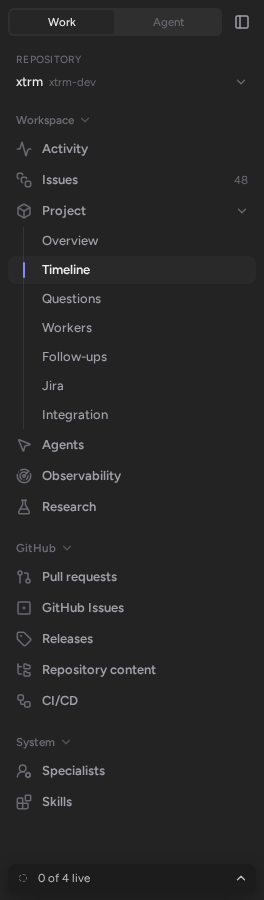 Work Agent
REPOSITORY
xtrm xtrm-dev
Workspace
Activity
Issues 48
Project
Overview
Timeline
Questions
Workers
Follow-ups
Jira
Integration
Agents
Observability
Research
GitHub
Pull requests
GitHub Issues
Releases
Repository content
CI/CD
System
Specialists
Skills
0 of 4 live